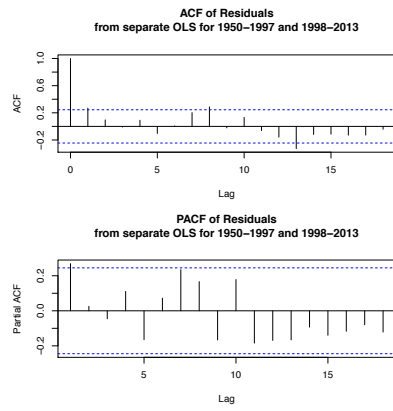 ACF of Residuals
from separate OLS for 1950−1997 and 1998−2013
ACF
1.0
0.6
0.2
−0.2
0
5
10
15
Lag
PACF of Residuals
from separate OLS for 1950−1997 and 1998−2013
Partial ACF
0.2
0.0
−0.2
5
10
15
Lag